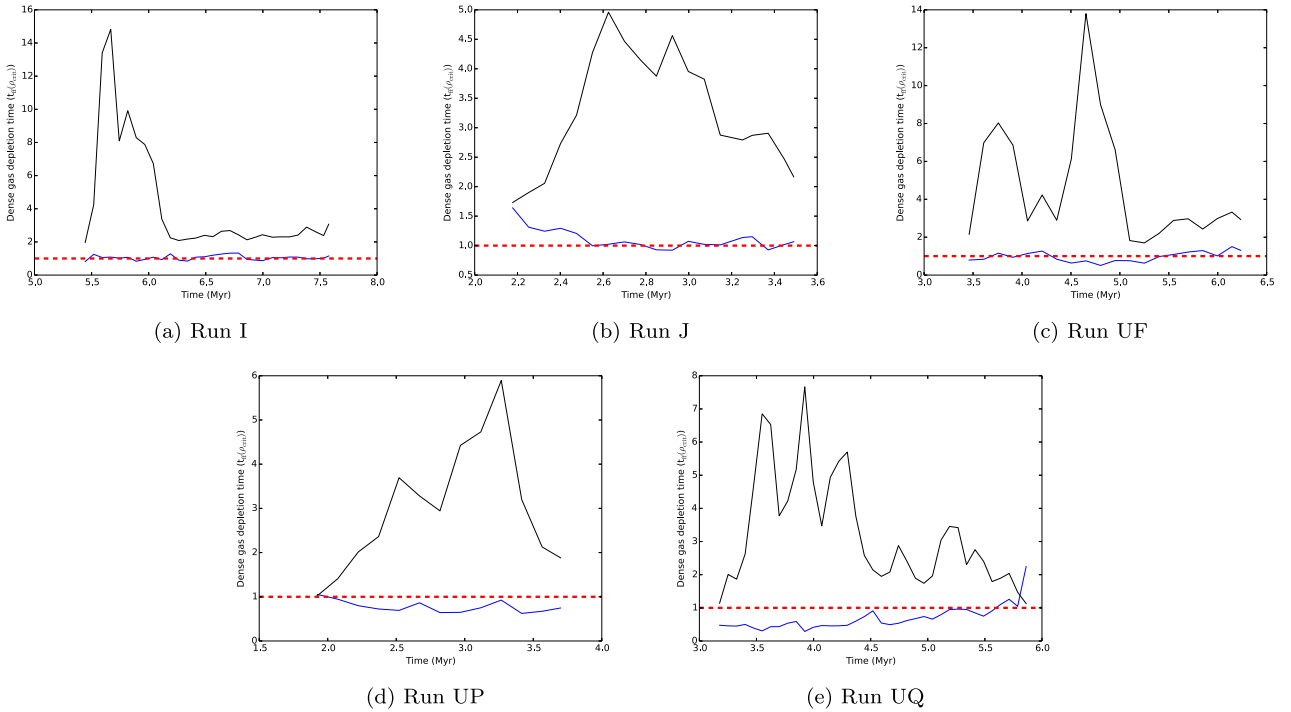 16
14
12
10
8
6
4
2
0
Dense gas depletion time (t_ff(ρ_crit))
5.0 5.5 6.0 6.5 7.0 7.5 8.0
Time (Myr)
(a) Run I
5.0
4.5
4.0
3.5
3.0
2.5
2.0
1.5
1.0
0.5
Dense gas depletion time (t_ff(ρ_crit))
2.0 2.2 2.4 2.6 2.8 3.0 3.2 3.4 3.6
Time (Myr)
(b) Run J
14
12
10
8
6
4
2
0
Dense gas depletion time (t_ff(ρ_crit))
3.0 3.5 4.0 4.5 5.0 5.5 6.0 6.5
Time (Myr)
(c) Run UF
6
5
4
3
2
1
0
Dense gas depletion time (t_ff(ρ_crit))
1.5 2.0 2.5 3.0 3.5 4.0
Time (Myr)
(d) Run UP
8
7
6
5
4
3
2
1
0
Dense gas depletion time (t_ff(ρ_crit))
3.0 3.5 4.0 4.5 5.0 5.5 6.0
Time (Myr)
(e) Run UQ